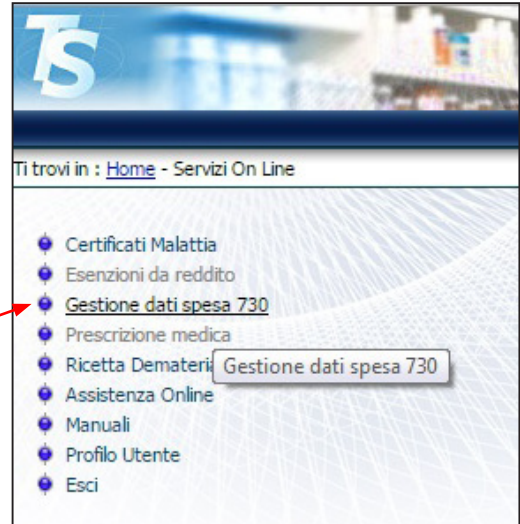 TS
Ti trovi in : Home - Servizi On Line
Certificati Malattia
Esenzioni da reddito
Gestione dati spesa 730
Prescrizione medica
Ricetta Demateri
Gestione dati spesa 730
Assistenza Online
Manuali
Profilo Utente
Esci